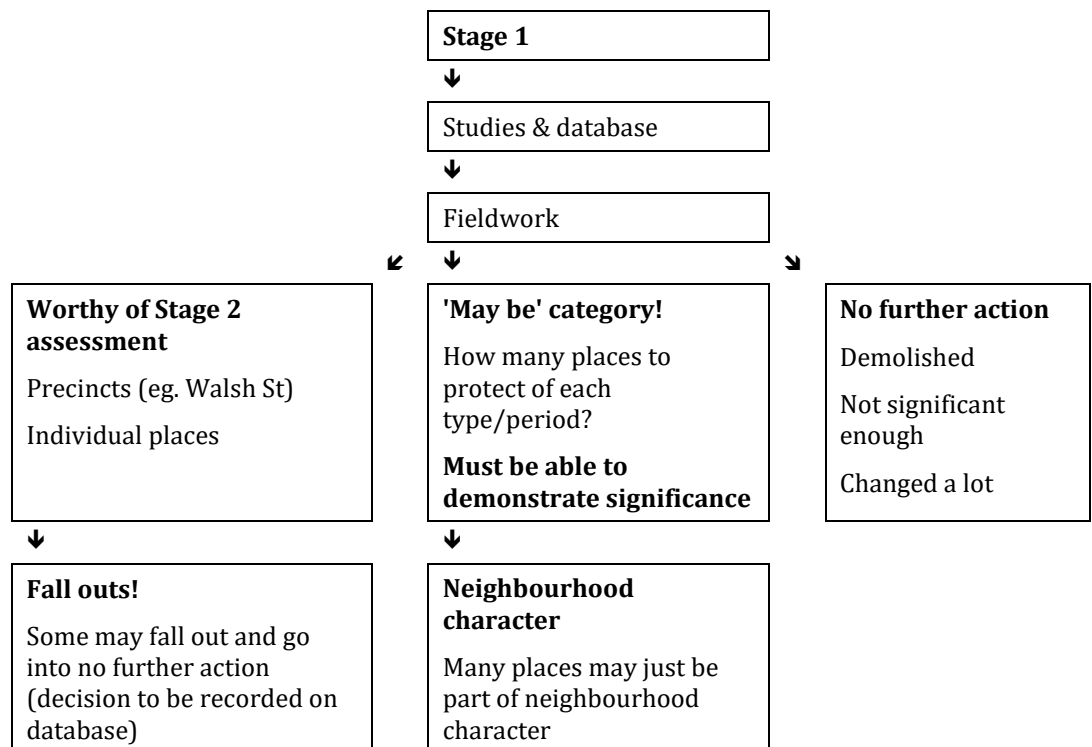 Stage 1
Studies & database
Fieldwork
Worthy of Stage 2
assessment
Precincts (eg. Walsh St)
Individual places
'May be' category!
How many places to
protect of each
type/period?
Must be able to
demonstrate significance
No further action
Demolished
Not significant
enough
Changed a lot
Fall outs!
Some may fall out and go
into no further action
(decision to be recorded on
database)
Neighbourhood
character
Many places may just be
part of neighbourhood
character